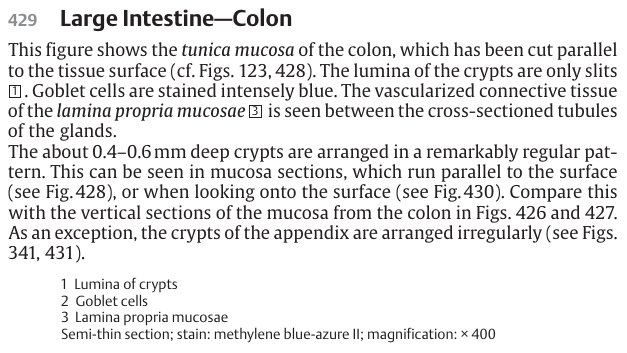 429 Large Intestine—Colon
This figure shows the tunica mucosa of the colon, which has been cut parallel
to the tissue surface (cf. Figs. 123, 428). The lumina of the crypts are only slits
1 . Goblet cells are stained intensely blue. The vascularized connective tissue
of the lamina propria mucosae 3 is seen between the cross-sectioned tubules
of the glands.
The about 0.4–0.6 mm deep crypts are arranged in a remarkably regular pat-
tern. This can be seen in mucosa sections, which run parallel to the surface
(see Fig. 428), or when looking onto the surface (see Fig. 430). Compare this
with the vertical sections of the mucosa from the colon in Figs. 426 and 427.
As an exception, the crypts of the appendix are arranged irregularly (see Figs.
341, 431).
1 Lumina of crypts
2 Goblet cells
3 Lamina propria mucosae
Semi-thin section; stain: methylene blue-azure II; magnification: × 400